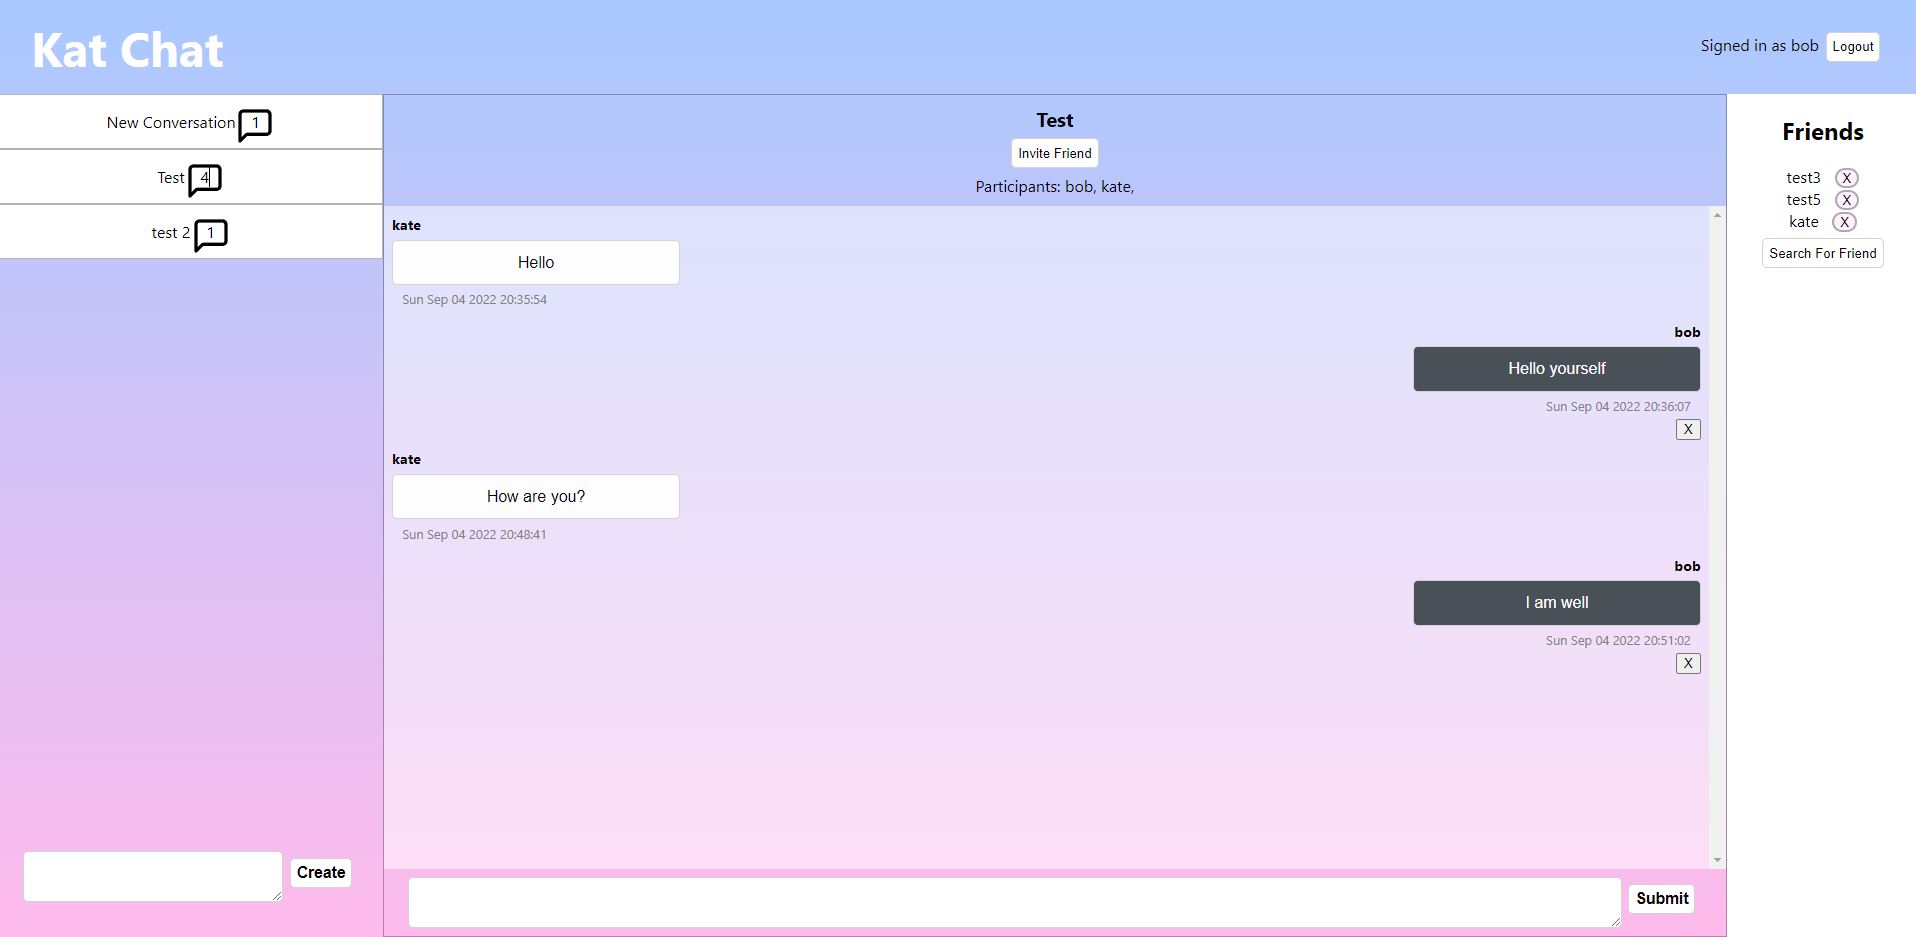 Kat Chat
Signed in as bob Logout
New Conversation 1
Test 4
test 2 1
Create
Test
Invite Friend
Participants: bob, kate,
kate
Hello
Sun Sep 04 2022 20:35:54
bob
Hello yourself
Sun Sep 04 2022 20:36:07
X
kate
How are you?
Sun Sep 04 2022 20:48:41
bob
I am well
Sun Sep 04 2022 20:51:02
X
Submit
Friends
test3 X
test5 X
kate X
Search For Friend